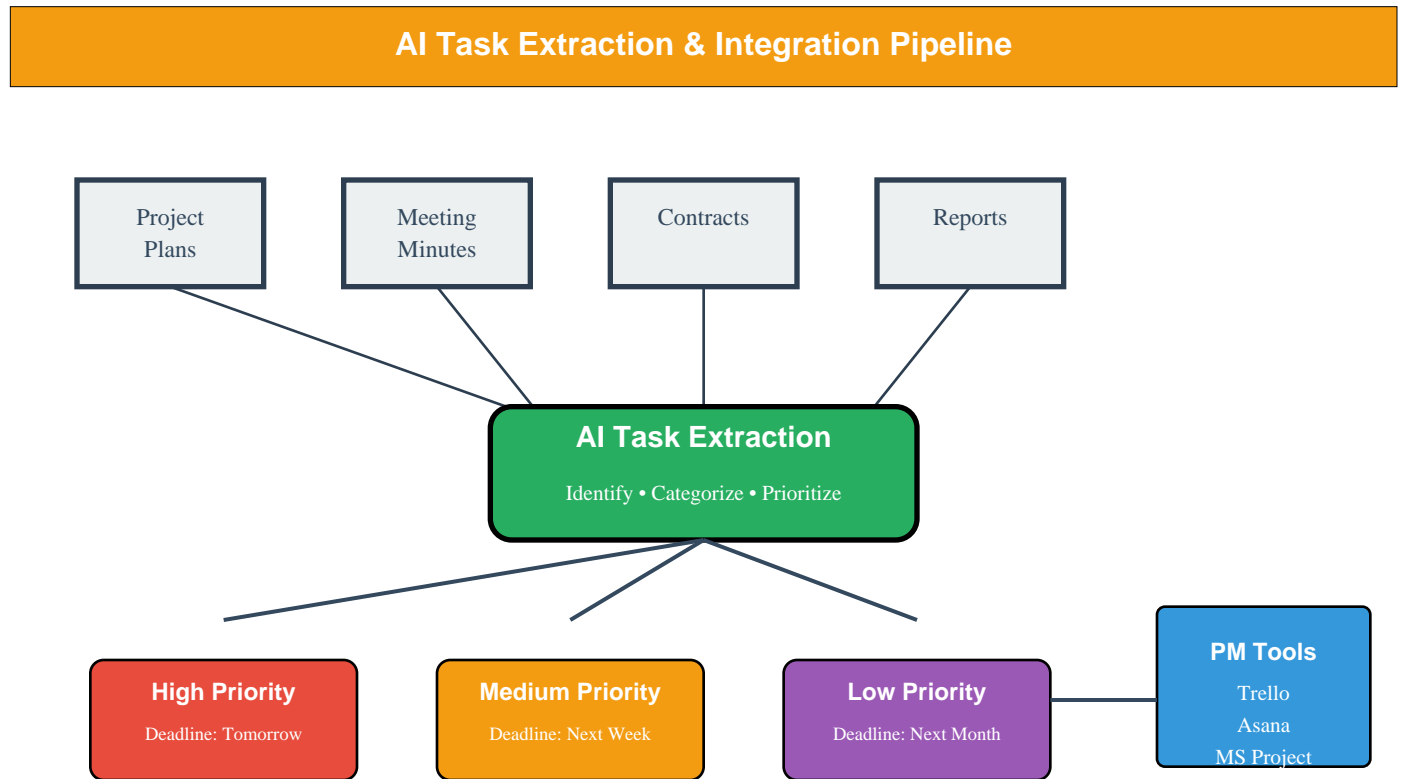 AI Task Extraction & Integration Pipeline
Project
Plans
Meeting
Minutes
Contracts
Reports
AI Task Extraction
Identify • Categorize • Prioritize
High Priority
Deadline: Tomorrow
Medium Priority
Deadline: Next Week
Low Priority
Deadline: Next Month
PM Tools
Trello
Asana
MS Project